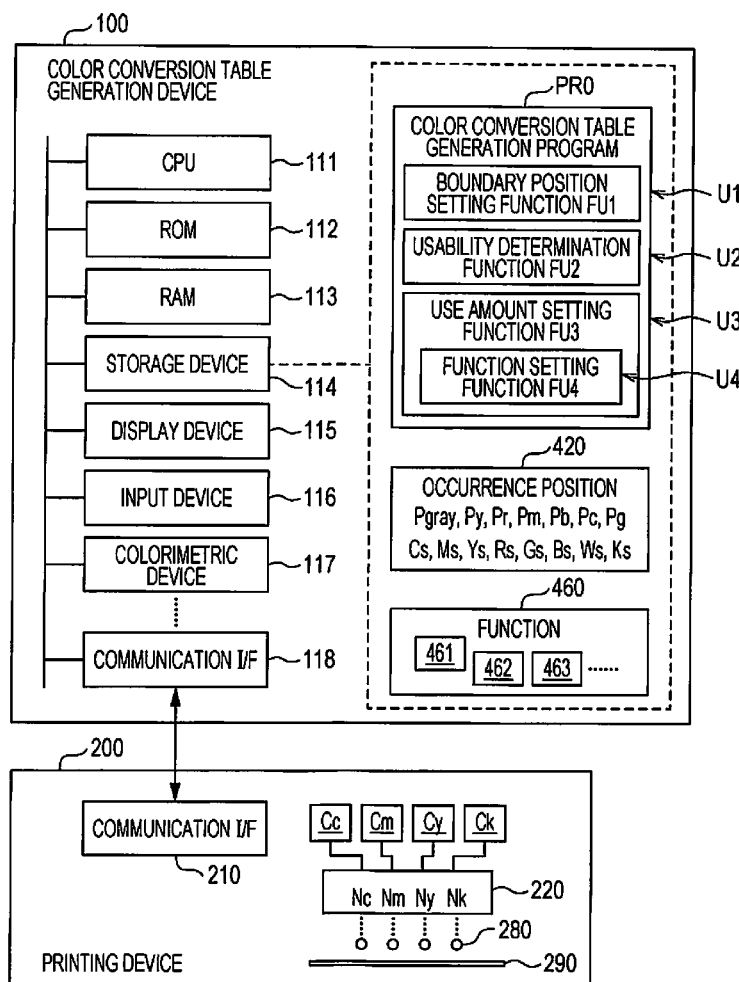 100
COLOR CONVERSION TABLE
GENERATION DEVICE
CPU
111
ROM
112
RAM
113
STORAGE DEVICE
114
DISPLAY DEVICE
115
INPUT DEVICE
116
COLORIMETRIC
DEVICE
117
COMMUNICATION I/F
118
PR0
COLOR CONVERSION TABLE
GENERATION PROGRAM
BOUNDARY POSITION
SETTING FUNCTION FU1
U1
USABILITY DETERMINATION
FUNCTION FU2
U2
USE AMOUNT SETTING
FUNCTION FU3
U3
FUNCTION SETTING
FUNCTION FU4
U4
420
OCCURRENCE POSITION
Pgray, Py, Pr, Pm, Pb, Pc, Pg
Cs, Ms, Ys, Rs, Gs, Bs, Ws, Ks
460
FUNCTION
461 462 463 ......
200
COMMUNICATION I/F
210
Cc Cm Cy Ck
Nc Nm Ny Nk
220
280
290
PRINTING DEVICE